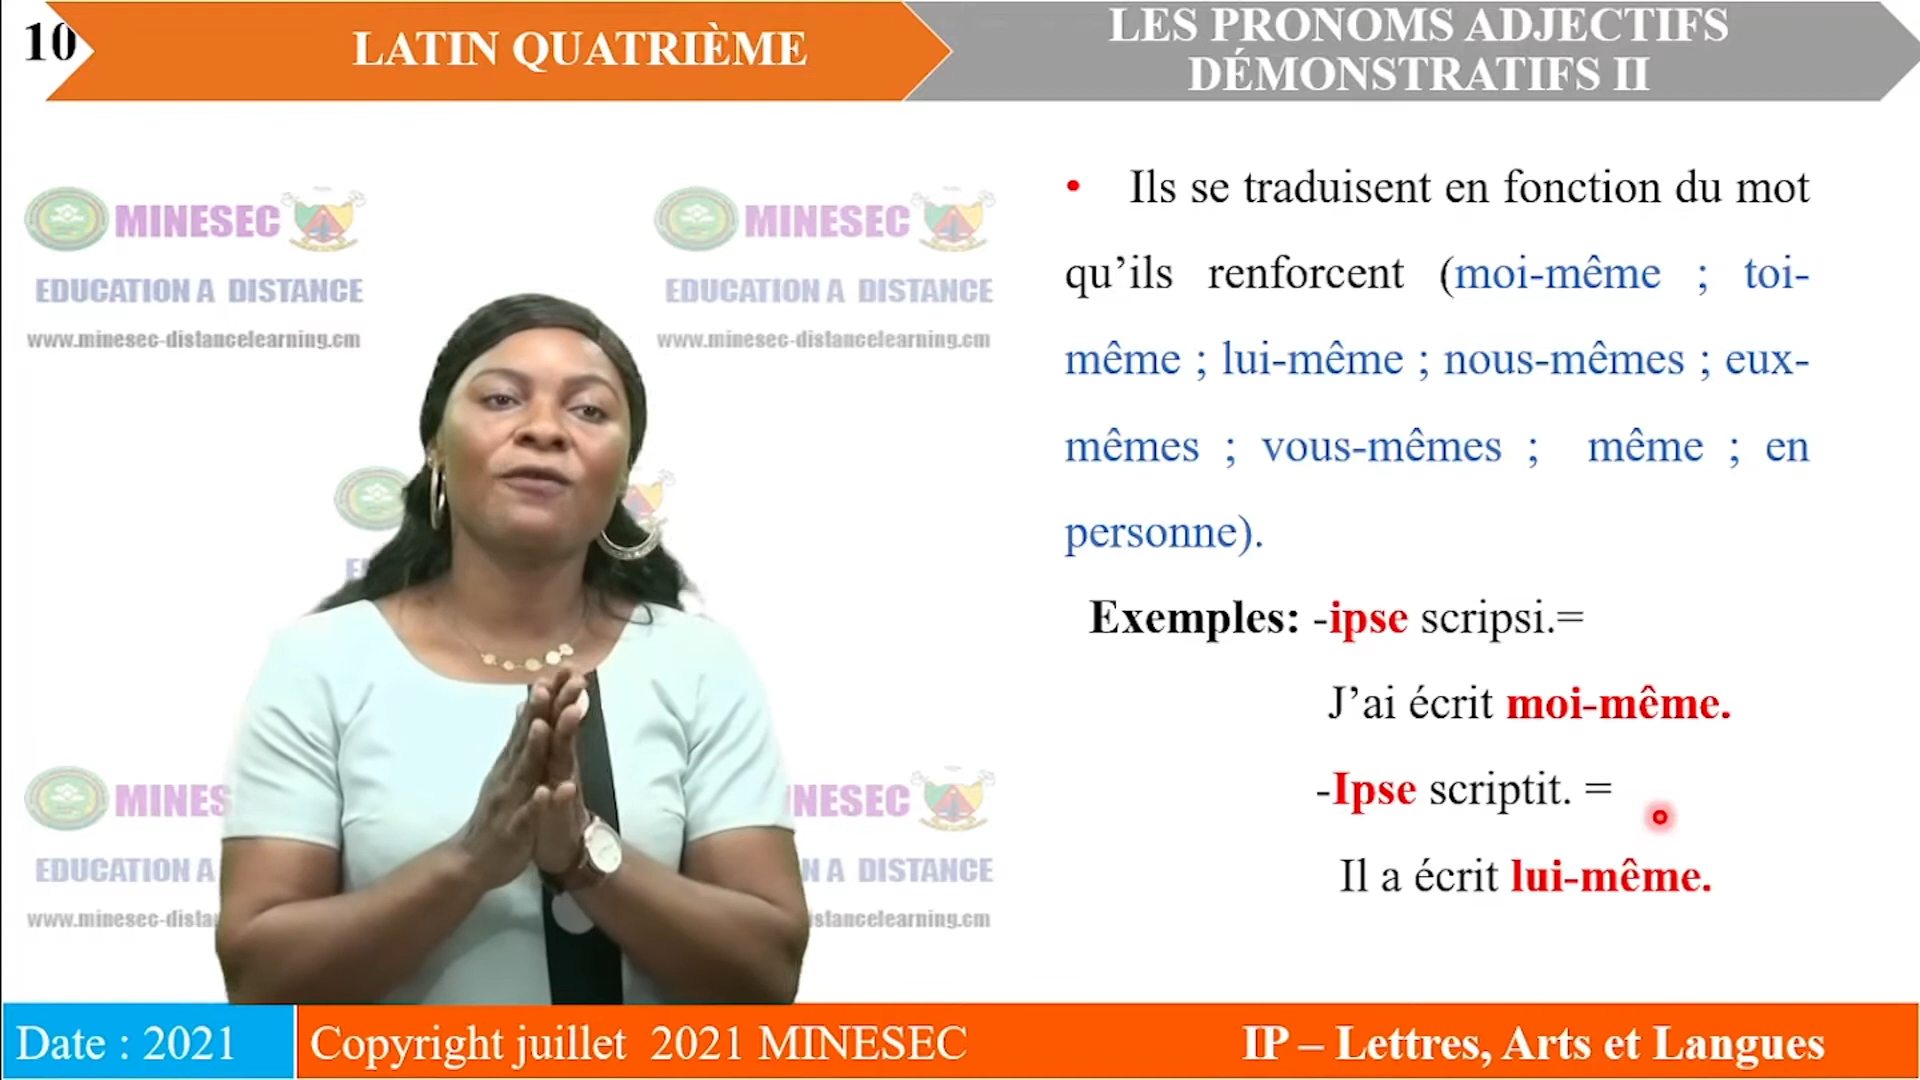 10
LATIN QUATRIÈME
LES PRONOMS ADJECTIFS
DÉMONSTRATIFS II
MINESEC
EDUCATION A DISTANCE
www.minesec-distancelearning.cm
MINESEC
EDUCATION A DISTANCE
www.minesec-distancelearning.cm
• Ils se traduisent en fonction du mot
qu’ils renforcent (moi-même ; toi-
même ; lui-même ; nous-mêmes ; eux-
mêmes ; vous-mêmes ; même ; en
personne).
Exemples: -ipse scripsi.=
J’ai écrit moi-même.
-Ipse scriptit. =
Il a écrit lui-même.
MINES
EDUCATION A
www.minesec-dista
NESEC
N A DISTANCE
stancelearning.cm
Date : 2021
Copyright juillet 2021 MINESEC
IP – Lettres, Arts et Langues